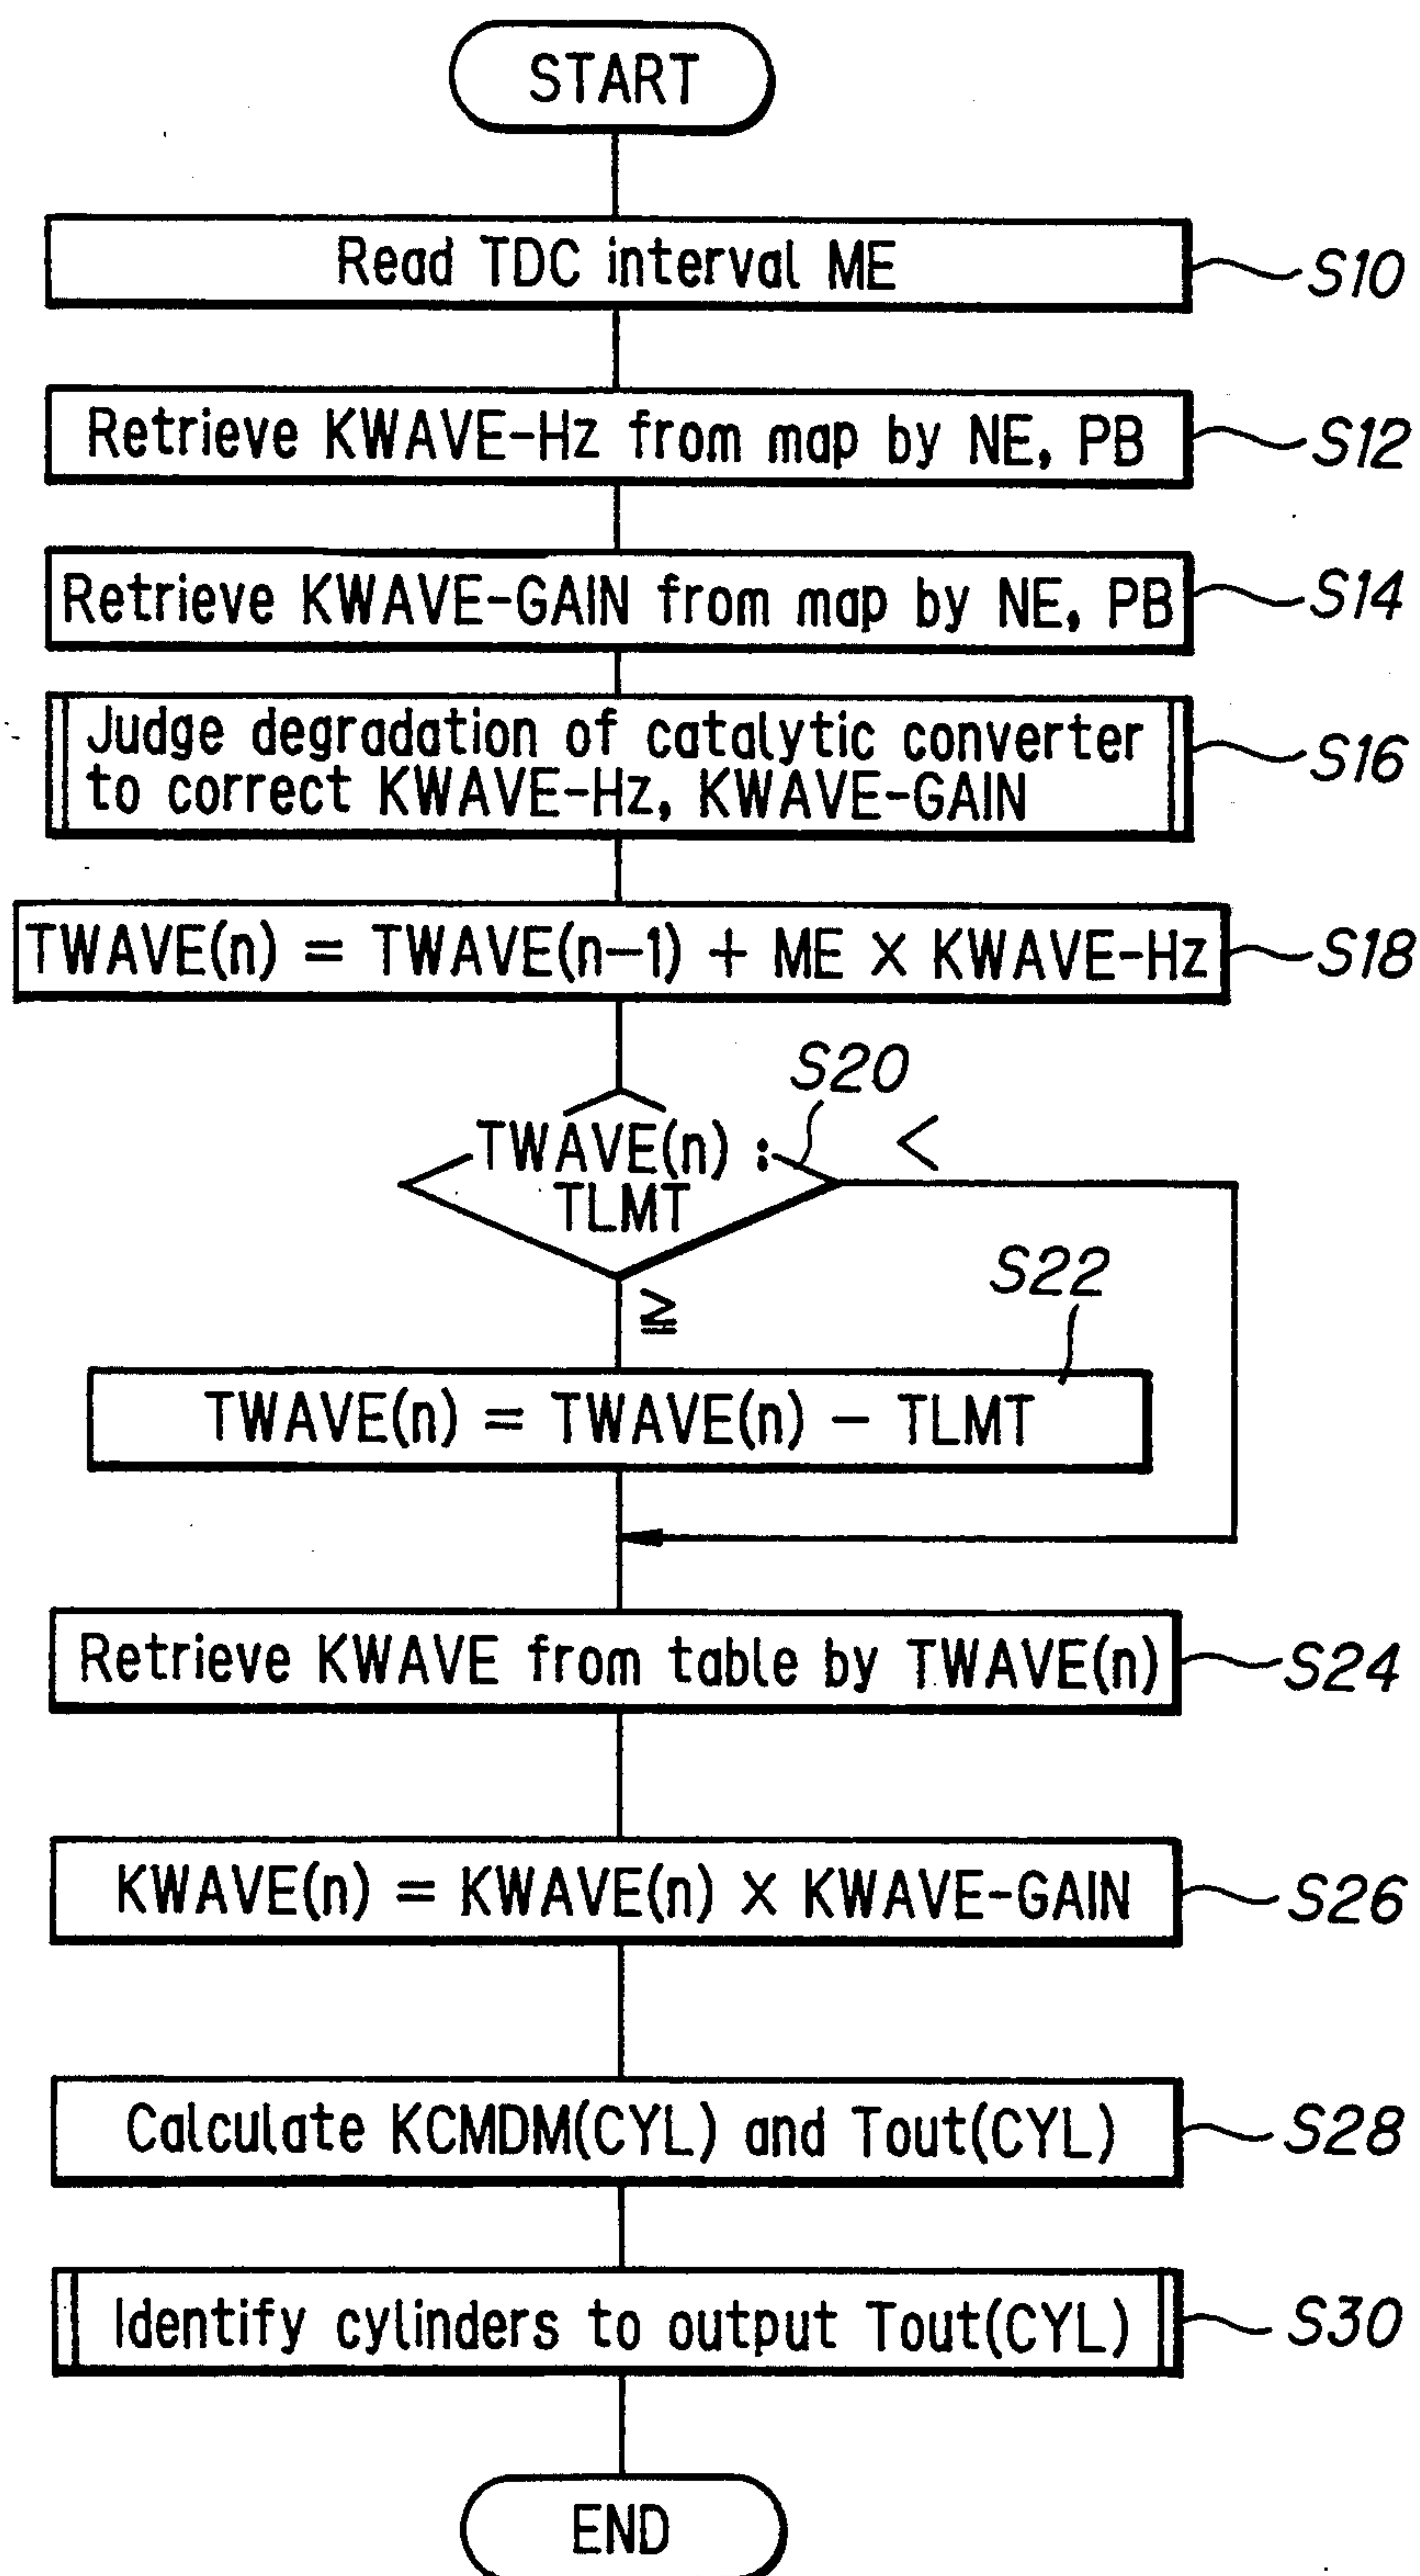 START
Read TDC interval ME
S10
Retrieve KWAVE-Hz from map by NE, PB
S12
Retrieve KWAVE-GAIN from map by NE, PB
S14
Judge degradation of catalytic converter
to correct KWAVE-Hz, KWAVE-GAIN
S16
TWAVE(n) = TWAVE(n-1) + ME × KWAVE-Hz
S18
S20
TWAVE(n) :
TLMT
<
≧
S22
TWAVE(n) = TWAVE(n) - TLMT
Retrieve KWAVE from table by TWAVE(n)
S24
KWAVE(n) = KWAVE(n) × KWAVE-GAIN
S26
Calculate KCMDM(CYL) and Tout(CYL)
S28
Identify cylinders to output Tout(CYL)
S30
END